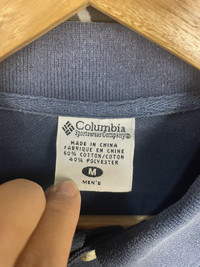 Columbia
Sportswear Company
MADE IN CHINA
FABRIQUE EN CHINE
60% COTTON/COTON
40% POLYESTER
M
MEN'S